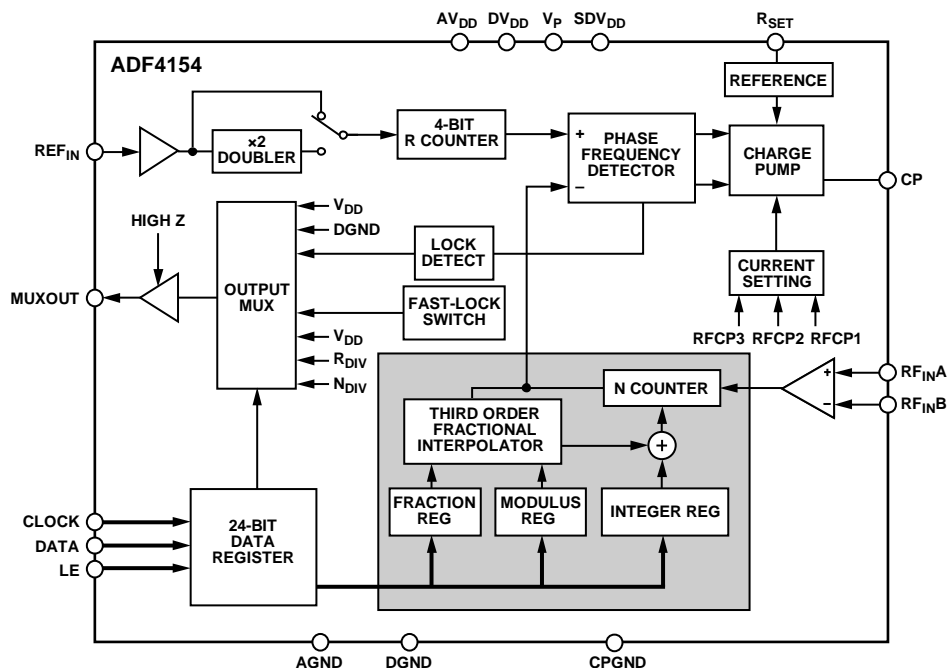 AVDD DVDD VP SDVDD RSET
ADF4154
REFERENCE
REFIN
×2
DOUBLER
4-BIT
R COUNTER
+
–
PHASE
FREQUENCY
DETECTOR
CHARGE
PUMP
CP
HIGH Z
MUXOUT
OUTPUT
MUX
VDD
DGND
LOCK
DETECT
FAST-LOCK
SWITCH
VDD
RDIV
NDIV
CURRENT
SETTING
RFCP3 RFCP2 RFCP1
THIRD ORDER
FRACTIONAL
INTERPOLATOR
N COUNTER
+
+
–
RFINA
RFINB
FRACTION
REG
MODULUS
REG
INTEGER REG
CLOCK
DATA
LE
24-BIT
DATA
REGISTER
AGND DGND CPGND